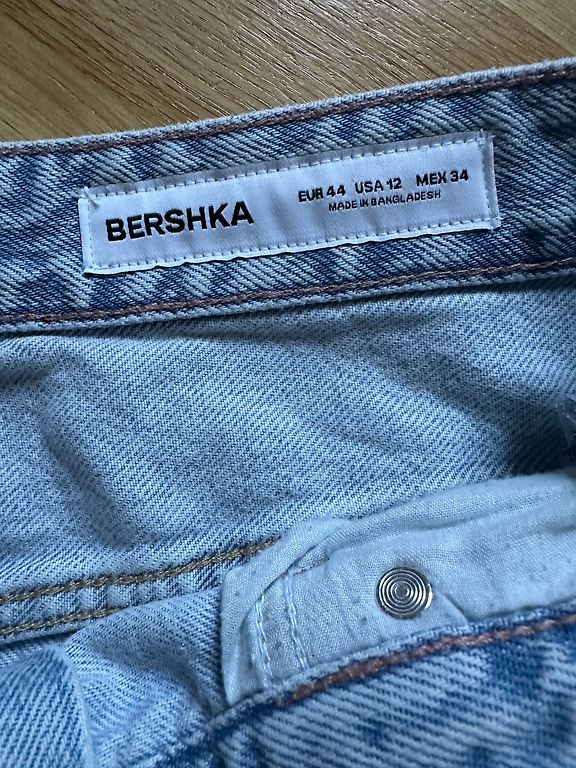 BERSHKA
EUR 44 USA 12 MEX 34
MADE IN BANGLADESH